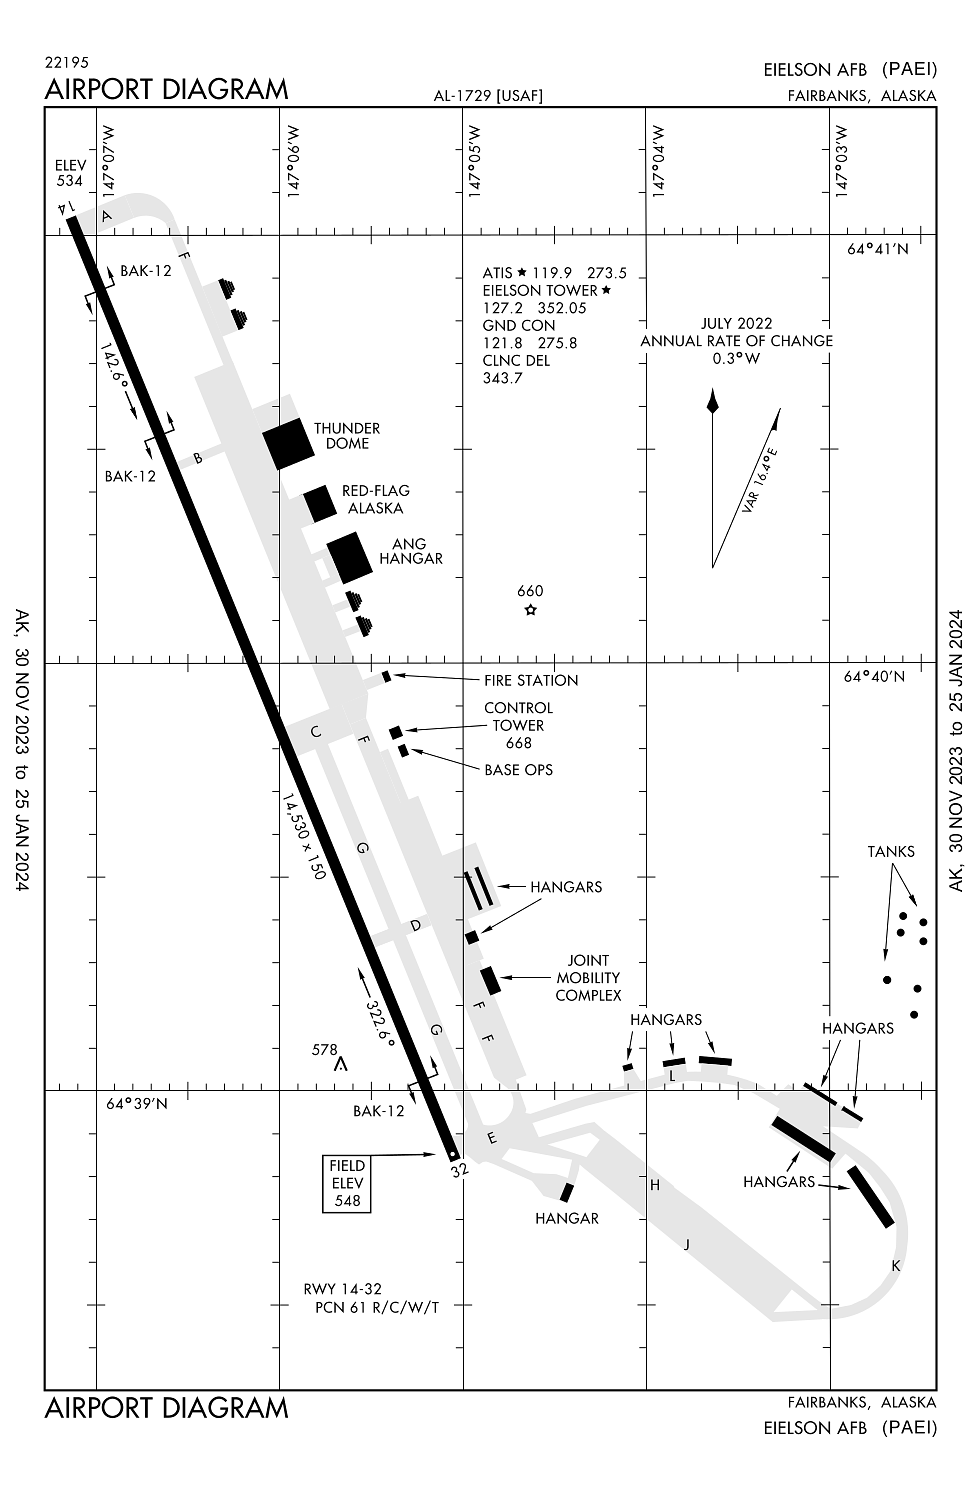 22195
AIRPORT DIAGRAM
AL-1729 [USAF]
EIELSON AFB (PAEI)
FAIRBANKS, ALASKA
147°07'W
147°06'W
147°05'W
147°04'W
147°03'W
ELEV
534
14
A
F
BAK-12
64°41'N
ATIS ★ 119.9 273.5
EIELSON TOWER ★
127.2 352.05
GND CON
121.8 275.8
CLNC DEL
343.7
JULY 2022
ANNUAL RATE OF CHANGE
0.3°W
VAR 16.4°E
142.6°
BAK-12
B
THUNDER
DOME
RED-FLAG
ALASKA
ANG
HANGAR
660
AK, 30 NOV 2023 to 25 JAN 2024
AK, 30 NOV 2023 to 25 JAN 2024
64°40'N
FIRE STATION
CONTROL
TOWER
668
BASE OPS
C
F
14,530 x 150
G
HANGARS
D
TANKS
JOINT
MOBILITY
COMPLEX
F
F
G
322.6°
578
HANGARS
L
HANGARS
64°39'N
BAK-12
E
32
FIELD
ELEV
548
HANGAR
H
J
HANGARS
K
RWY 14-32
PCN 61 R/C/W/T
AIRPORT DIAGRAM
FAIRBANKS, ALASKA
EIELSON AFB (PAEI)